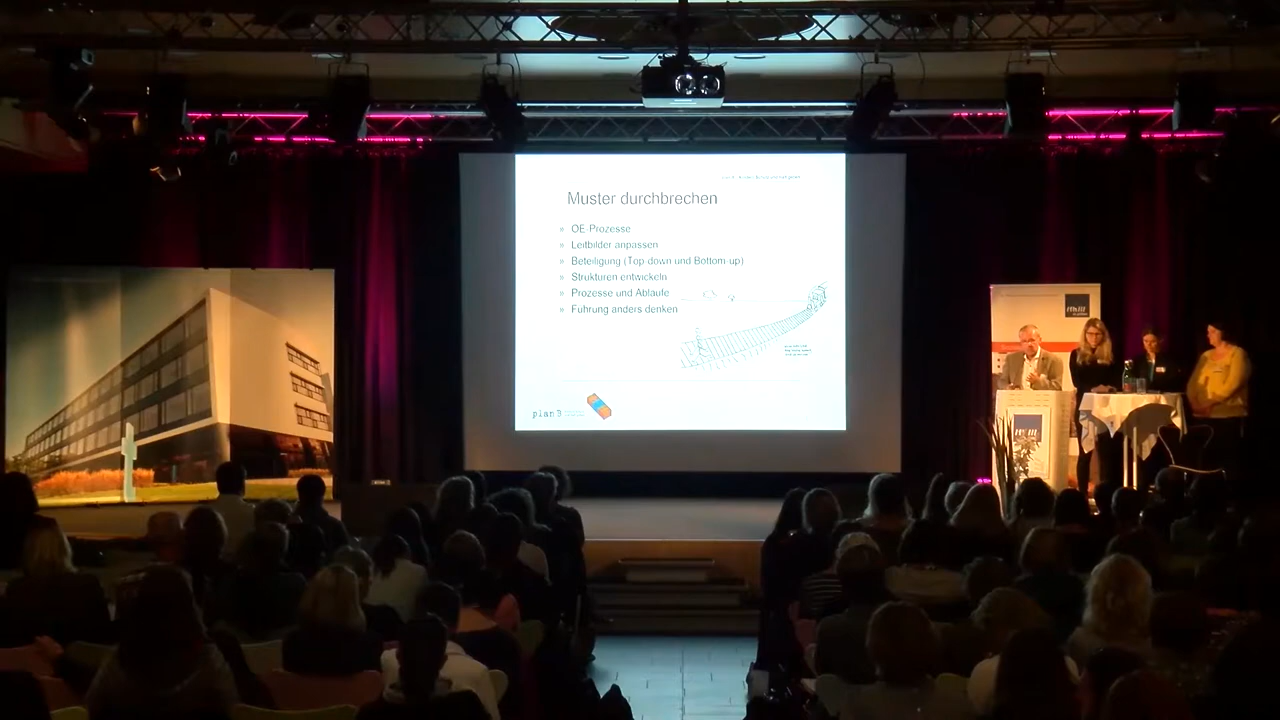 Muster durchbrechen
» OE-Prozesse
» Leitbilder anpassen
» Beteiligung (Top down und Bottom-up)
» Strukturen entwickeln
» Prozesse und Abläufe
» Führung anders denken
plan B